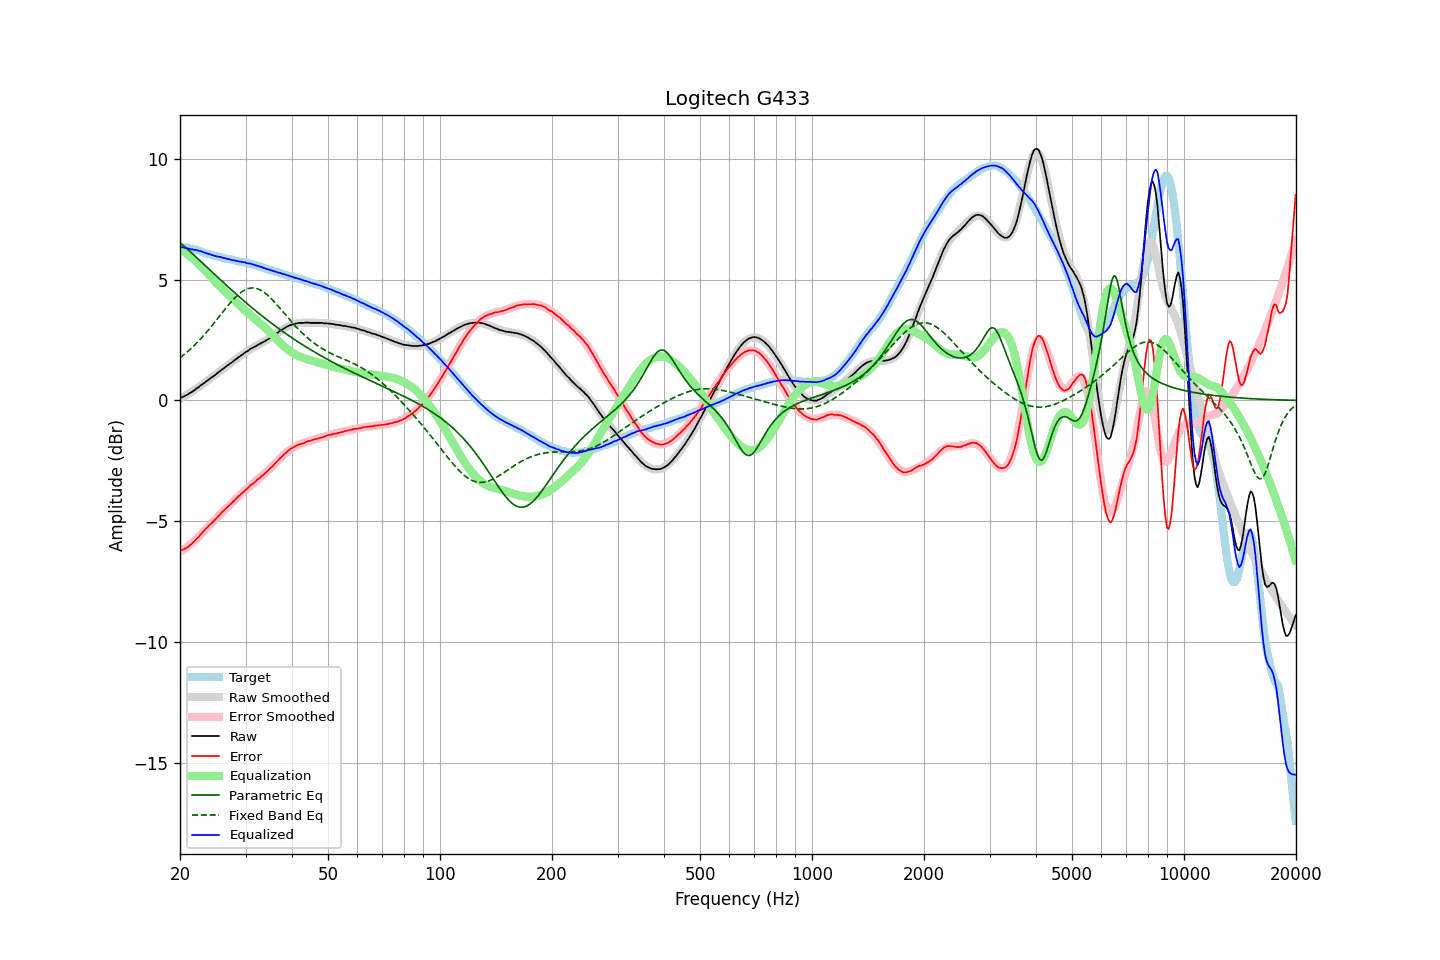 Logitech G433
Amplitude (dBr)
10
5
0
−5
−10
−15
Target
Raw Smoothed
Error Smoothed
Raw
Error
Equalization
Parametric Eq
Fixed Band Eq
Equalized
20 50 100 200 500 1000 2000 5000 10000 20000
Frequency (Hz)